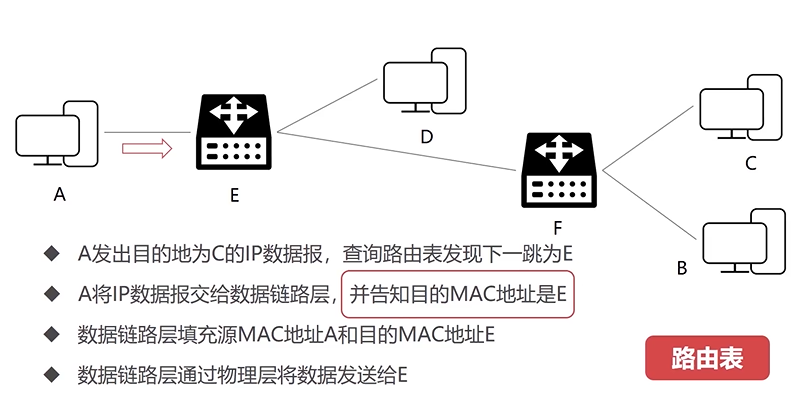 D
A
E
C
F
B
A发出目的地为C的IP数据报，查询路由表发现下一跳为E
A将IP数据报交给数据链路层，并告知目的MAC地址是E
数据链路层填充源MAC地址A和目的MAC地址E
数据链路层通过物理层将数据发送给E
路由表